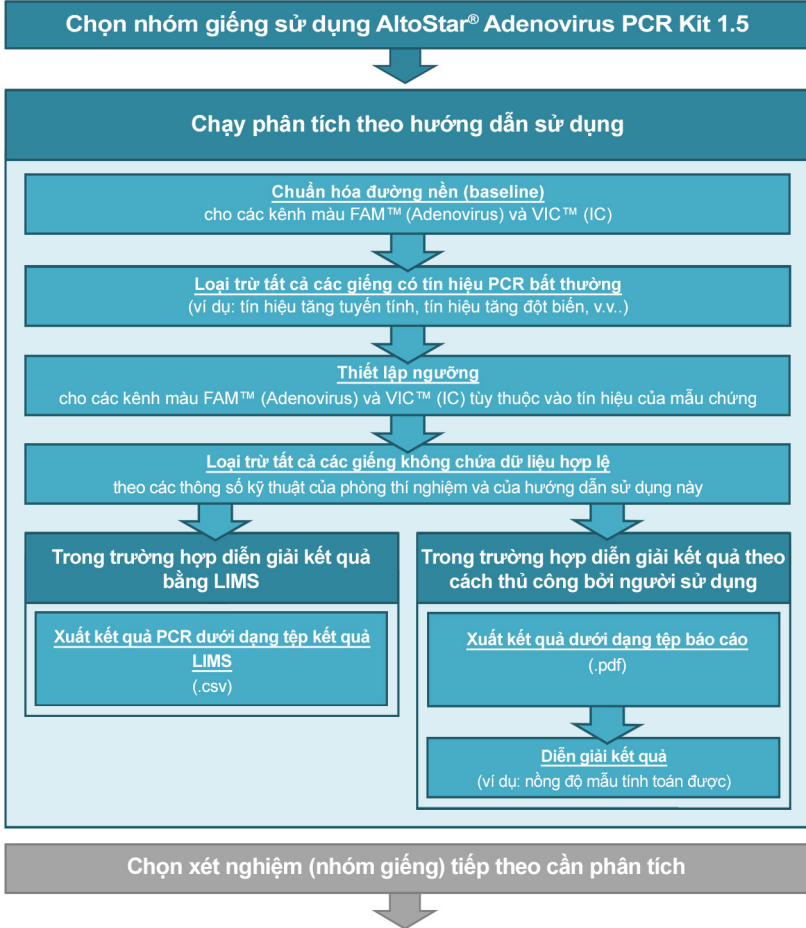 Chọn nhóm giếng sử dụng AltoStar® Adenovirus PCR Kit 1.5
Chạy phân tích theo hướng dẫn sử dụng
Chuẩn hóa đường nền (baseline)
cho các kênh màu FAM™ (Adenovirus) và VIC™ (IC)
Loại trừ tất cả các giếng có tín hiệu PCR bất thường
(ví dụ: tín hiệu tăng tuyến tính, tín hiệu tăng đột biến, v.v..)
Thiết lập ngưỡng
cho các kênh màu FAM™ (Adenovirus) và VIC™ (IC) tùy thuộc vào tín hiệu của mẫu chứng
Loại trừ tất cả các giếng không chứa dữ liệu hợp lệ
theo các thông số kỹ thuật của phòng thí nghiệm và của hướng dẫn sử dụng này
Trong trường hợp diễn giải kết quả
bằng LIMS
Xuất kết quả PCR dưới dạng tệp kết quả
LIMS
(.csv)
Trong trường hợp diễn giải kết quả theo
cách thủ công bởi người sử dụng
Xuất kết quả dưới dạng tệp báo cáo
(.pdf)
Diễn giải kết quả
(ví dụ: nồng độ mẫu tính toán được)
Chọn xét nghiệm (nhóm giếng) tiếp theo cần phân tích